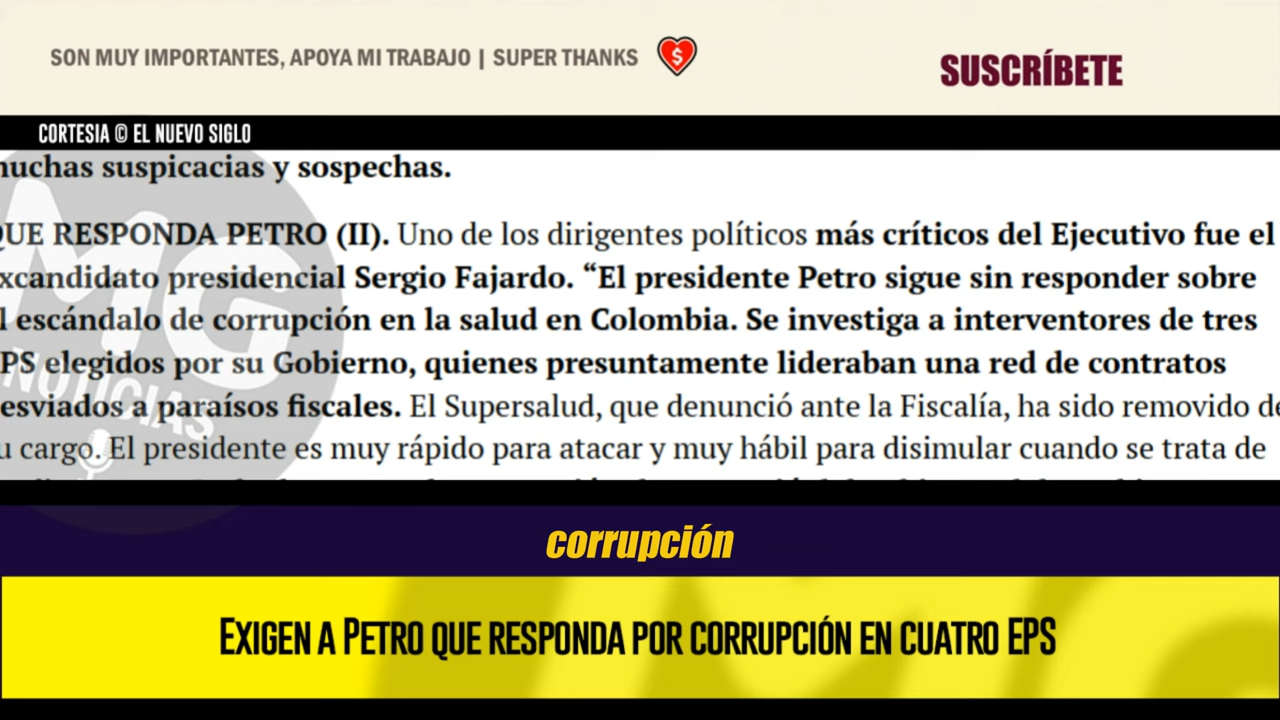 SON MUY IMPORTANTES, APOYA MI TRABAJO | SUPER THANKS
SUSCRÍBETE
CORTESIA © EL NUEVO SIGLO
muchas suspicacias y sospechas.
QUE RESPONDA PETRO (II). Uno de los dirigentes políticos más críticos del Ejecutivo fue el
xcandidato presidencial Sergio Fajardo. “El presidente Petro sigue sin responder sobre
l escándalo de corrupción en la salud en Colombia. Se investiga a interventores de tres
PS elegidos por su Gobierno, quienes presuntamente lideraban una red de contratos
esviados a paraísos fiscales. El Supersalud, que denunció ante la Fiscalía, ha sido removido de
u cargo. El presidente es muy rápido para atacar y muy hábil para disimular cuando se trata de
MG
NOTICIAS
corrupción
EXIGEN A PETRO QUE RESPONDA POR CORRUPCIÓN EN CUATRO EPS